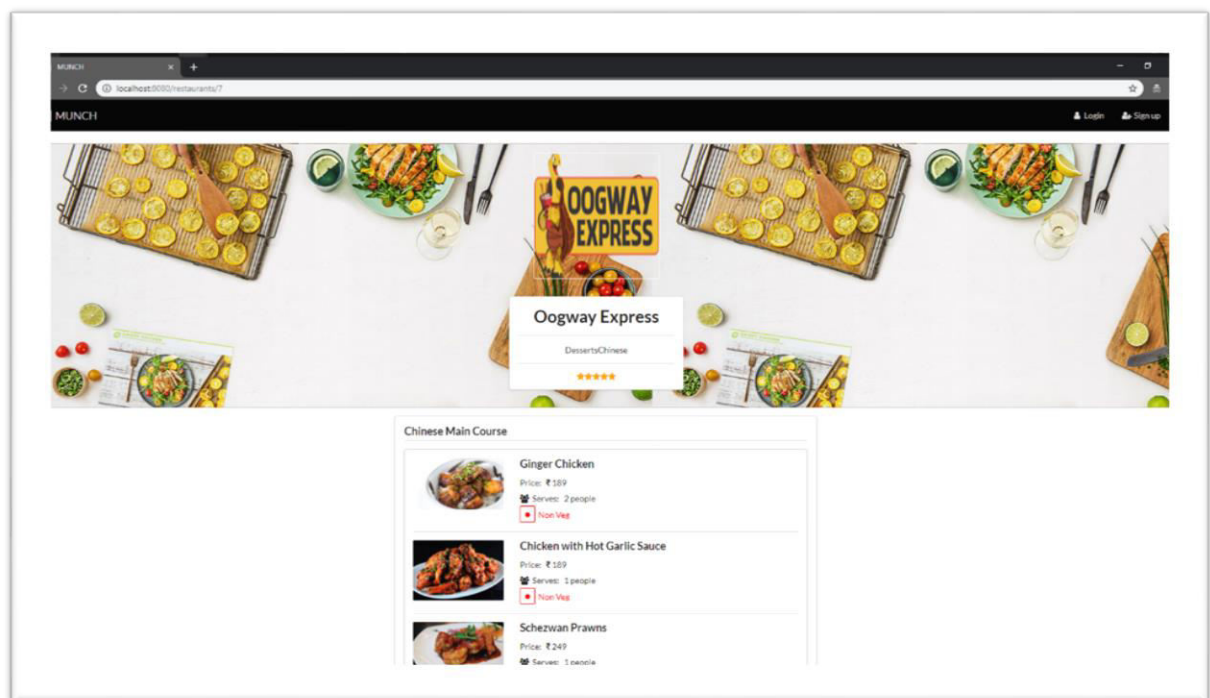 MUNCH
localhost:8080/restaurants/7
MUNCH
Login
Sign up
OOGWAY
EXPRESS
Oogway Express
DessertsChinese
Chinese Main Course
Ginger Chicken
Price: ₹189
Serves: 2 people
Non Veg
Chicken with Hot Garlic Sauce
Price: ₹189
Serves: 1 people
Non Veg
Schezwan Prawns
Price: ₹249
Serves: 1 people